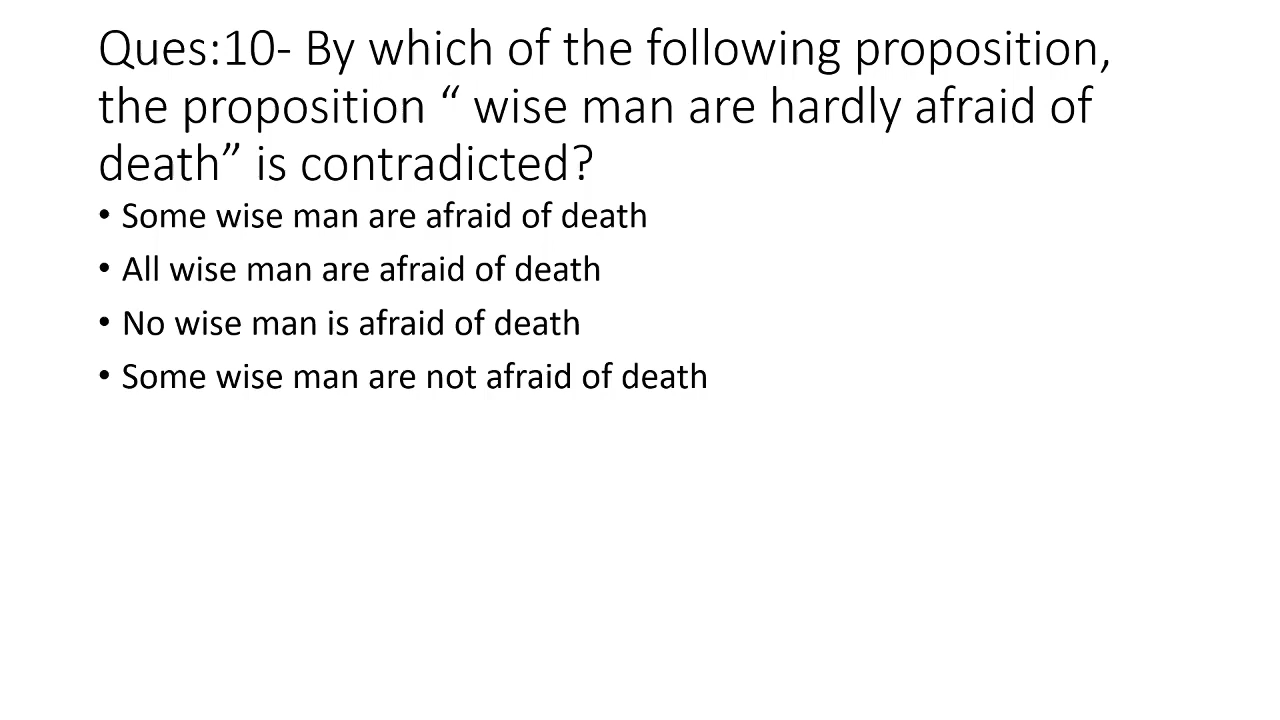 Ques:10- By which of the following proposition,
the proposition “ wise man are hardly afraid of
death” is contradicted?
• Some wise man are afraid of death
• All wise man are afraid of death
• No wise man is afraid of death
• Some wise man are not afraid of death